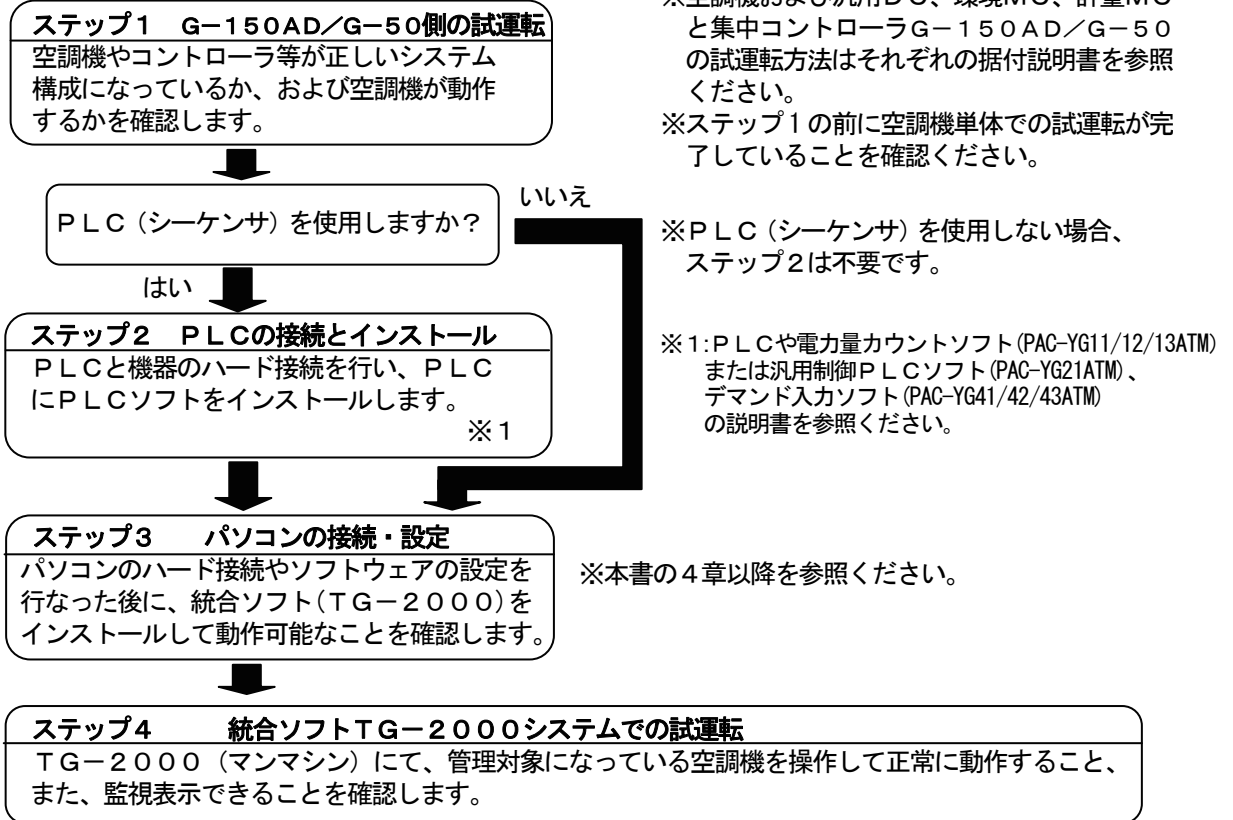 ステップ１　Ｇ－１５０ＡＤ／Ｇ－５０側の試運転
空調機やコントローラ等が正しいシステム
構成になっているか、および空調機が動作
するかを確認します。
と集中コントローラＧ－１５０ＡＤ／Ｇ－５０
の試運転方法はそれぞれの据付説明書を参照
ください。
※ステップ１の前に空調機単体での試運転が完
了していることを確認ください。
ＰＬＣ（シーケンサ）を使用しますか？
いいえ
はい
※ＰＬＣ（シーケンサ）を使用しない場合、
ステップ２は不要です。
ステップ２　ＰＬＣの接続とインストール
ＰＬＣと機器のハード接続を行い、ＰＬＣ
にＰＬＣソフトをインストールします。
※１
※１:ＰＬＣや電力量カウントソフト(PAC-YG11/12/13ATM)
または汎用制御ＰＬＣソフト(PAC-YG21ATM)、
デマンド入力ソフト(PAC-YG41/42/43ATM)
の説明書を参照ください。
ステップ３　　パソコンの接続・設定
パソコンのハード接続やソフトウェアの設定を
行なった後に、統合ソフト(ＴＧ－２０００)を
インストールして動作可能なことを確認します。
※本書の４章以降を参照ください。
ステップ４　　　統合ソフトＴＧ－２０００システムでの試運転
ＴＧ－２０００（マンマシン）にて、管理対象になっている空調機を操作して正常に動作すること、
また、監視表示できることを確認します。